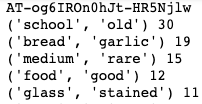 AT-og6IROn0hJt-HR5Njlw
('school', 'old') 30
('bread', 'garlic') 19
('medium', 'rare') 15
('food', 'good') 12
('glass', 'stained') 11